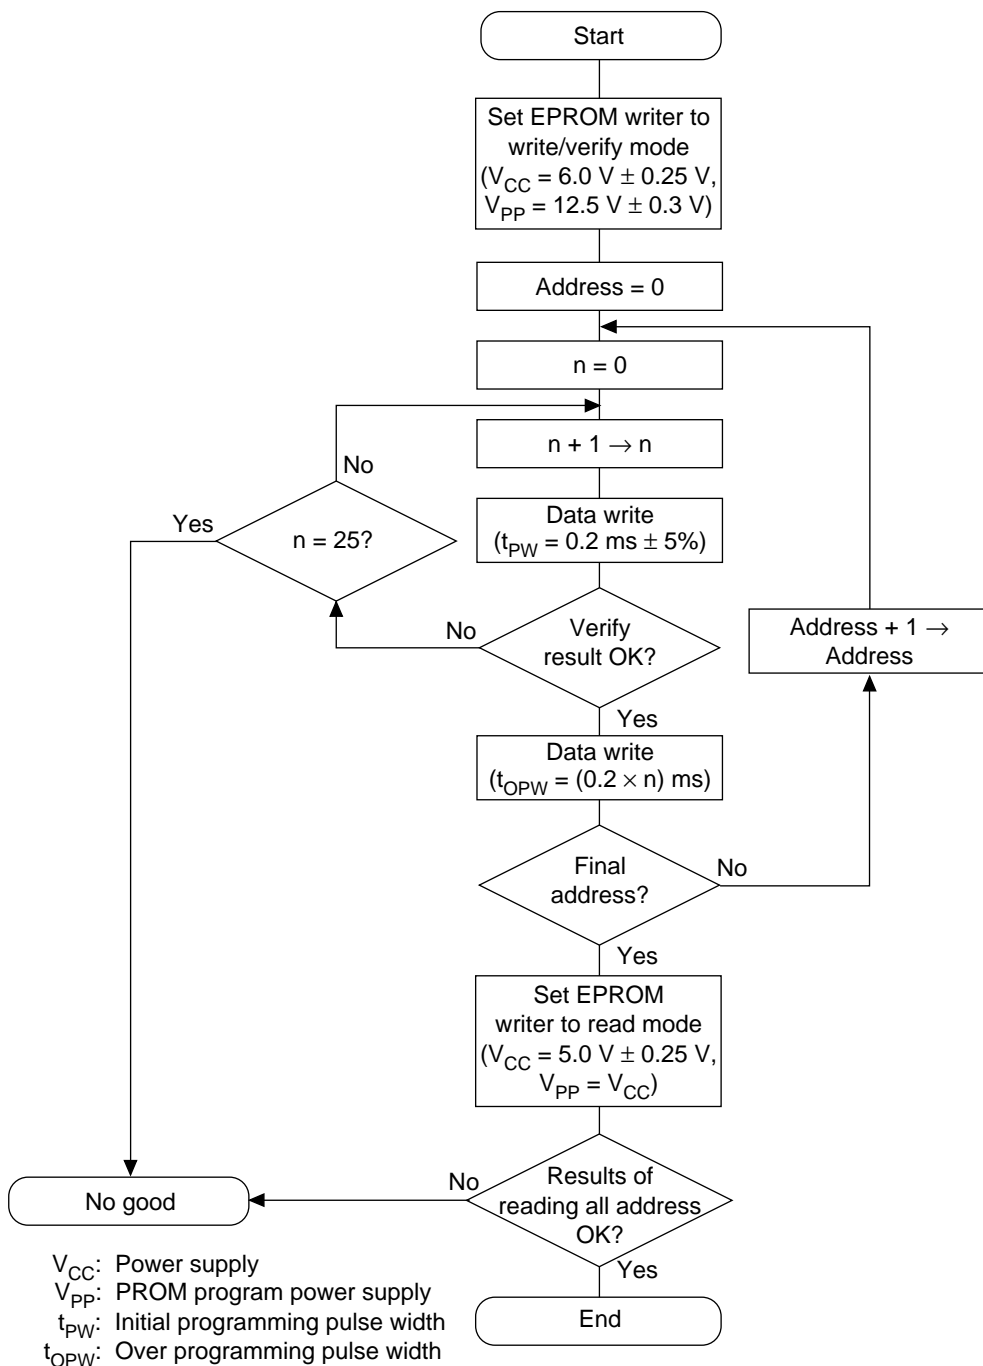 Start
Set EPROM writer to
write/verify mode
(VCC = 6.0 V ± 0.25 V,
VPP = 12.5 V ± 0.3 V)
Address = 0
n = 0
n + 1 → n
No
Yes
n = 25?
Data write
(tPW = 0.2 ms ± 5%)
No
Verify
result OK?
Address + 1 →
Address
Yes
Data write
(tOPW = (0.2 × n) ms)
Final
address?
No
Yes
Set EPROM
writer to read mode
(VCC = 5.0 V ± 0.25 V,
VPP = VCC)
No
Results of
reading all address
OK?
No good
Yes
End
VCC: Power supply
VPP: PROM program power supply
tPW: Initial programming pulse width
tOPW: Over programming pulse width